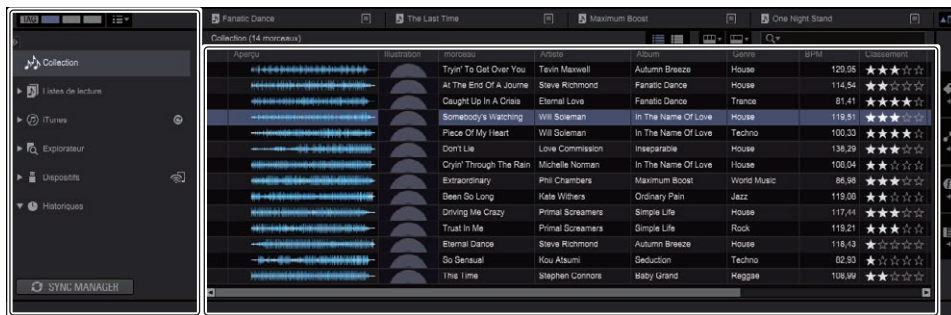 TAG
Fanatic Dance The Last Time Maximum Boost One Night Stand
Collection (14 morceaux)
Collection
Listes de lecture
iTunes
Explorateur
Dispositifs
Historiques
SYNC MANAGER
Aperçu Illustration morceau Artiste Album Genre BPM Classement
Tryin' To Get Over You Tevin Maxwell Autumn Breeze House 129,05 ★★★☆☆
At The End Of A Journe Steve Richmond Fanatic Dance House 114,54 ★★☆☆☆
Caught Up In A Crisis Eternal Love Fanatic Dance Trance 81,41 ★★★★☆
Somebody's Watching Will Soleman In The Name Of Love House 119,51 ★★★☆☆
Piece Of My Heart Will Soleman In The Name Of Love Techno 100,33 ★★★★☆
Don't Lie Love Commission Inseparable House 138,29 ★★★☆☆
Cryin' Through The Rain Michelle Norman In The Name Of Love House 108,04 ★★☆☆☆
Extraordinary Phil Chambers Maximum Boost World Music 86,98 ★★★☆☆
Been So Long Kate Withers Ordinary Pain Jazz 119,08 ★★☆☆☆
Driving Me Crazy Primal Screamers Simple Life House 117,44 ★★★☆☆
Trust In Me Primal Screamers Simple Life Rock 119,21 ★★★☆☆
Eternal Dance Steve Richmond Autumn Breeze House 118,43 ★☆☆☆☆
So Sensual Kou Atsumi Seduction Techno 82,93 ★☆☆☆☆
This Time Stephen Connors Baby Grand Reggae 108,99 ★★☆☆☆